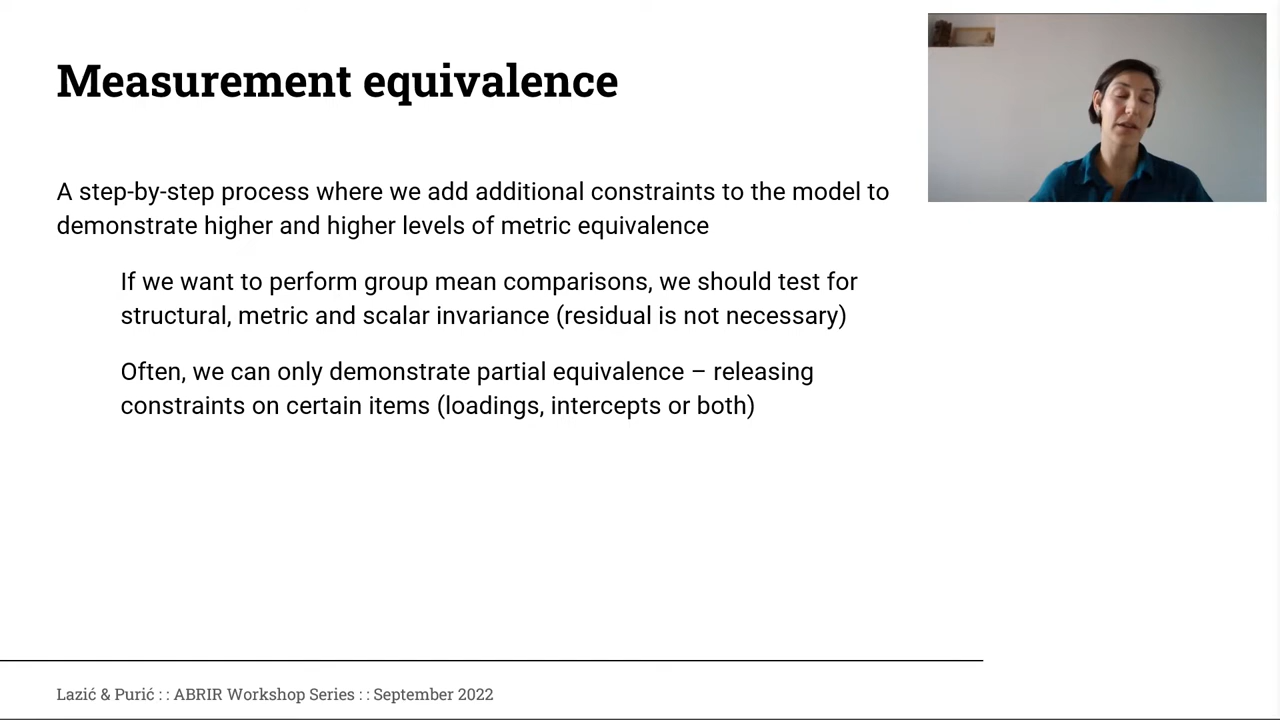 Measurement equivalence
A step-by-step process where we add additional constraints to the model to
demonstrate higher and higher levels of metric equivalence
If we want to perform group mean comparisons, we should test for
structural, metric and scalar invariance (residual is not necessary)
Often, we can only demonstrate partial equivalence – releasing
constraints on certain items (loadings, intercepts or both)
Lazić & Purić : : ABRIR Workshop Series : : September 2022